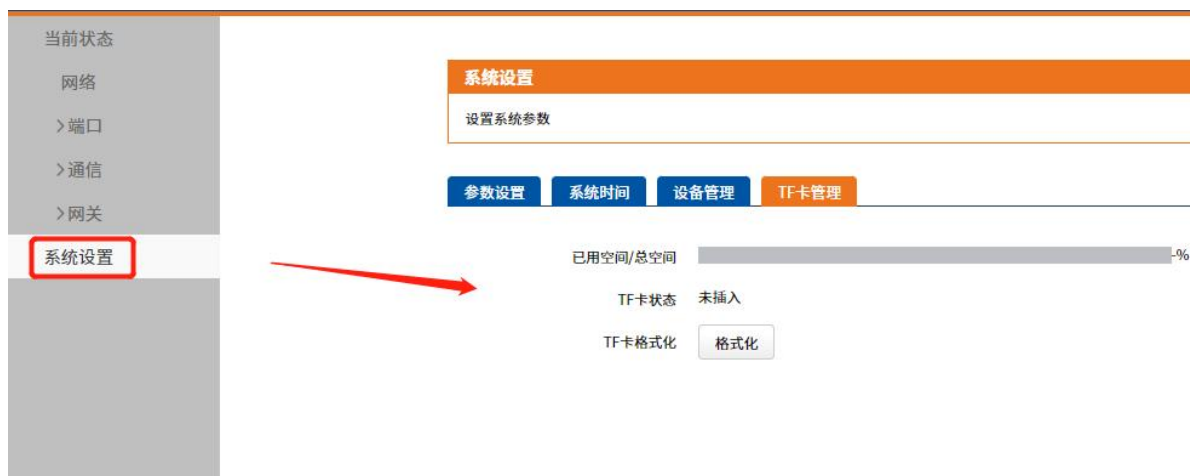 当前状态
网络
>端口
>通信
>网关
系统设置
系统设置
设置系统参数
参数设置 系统时间 设备管理 TF卡管理
已用空间/总空间 -%
TF卡状态 未插入
TF卡格式化 格式化